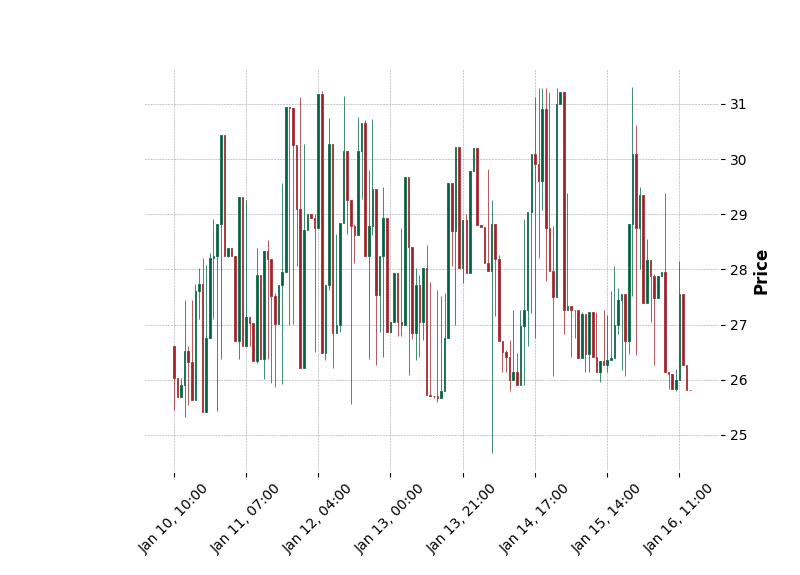 31
30
29
28
27
26
25
Price
Jan 10, 10:00
Jan 11, 07:00
Jan 12, 04:00
Jan 13, 00:00
Jan 13, 21:00
Jan 14, 17:00
Jan 15, 14:00
Jan 16, 11:00